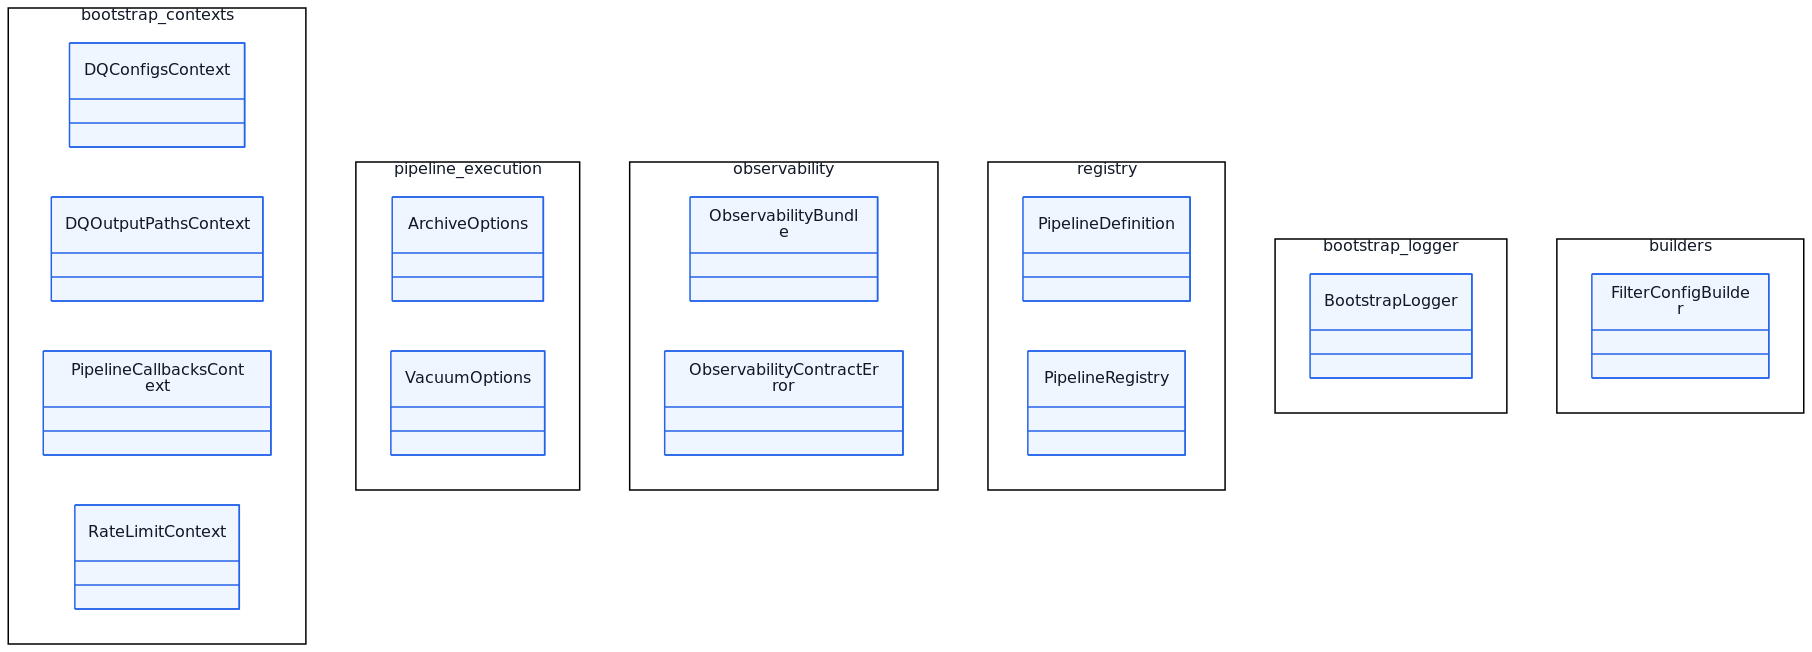 bootstrap_contexts
DQConfigsContext
DQOutputPathsContext
PipelineCallbacksCont
ext
RateLimitContext
pipeline_execution
ArchiveOptions
VacuumOptions
observability
ObservabilityBundl
e
ObservabilityContractEr
ror
registry
PipelineDefinition
PipelineRegistry
bootstrap_logger
BootstrapLogger
builders
FilterConfigBuilde
r